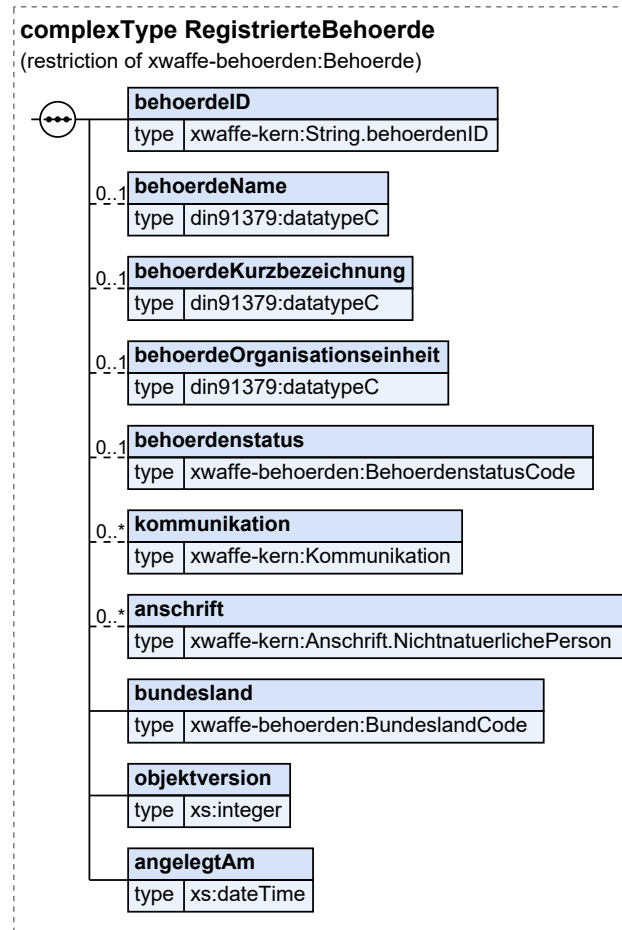 complexType RegistrierteBehoerde
(restriction of xwaffe-behoerden:Behoerde)
behoerdeID
type xwaffe-kern:String.behoerdenID
0..1 behoerdeName
type din91379:datatypeC
0..1 behoerdeKurzbezeichnung
type din91379:datatypeC
0..1 behoerdeOrganisationseinheit
type din91379:datatypeC
0..1 behoerdenstatus
type xwaffe-behoerden:BehoerdenstatusCode
0..* kommunikation
type xwaffe-kern:Kommunikation
0..* anschrift
type xwaffe-kern:Anschrift.NichtnatuerlichePerson
bundesland
type xwaffe-behoerden:BundeslandCode
objektversion
type xs:integer
angelegtAm
type xs:dateTime